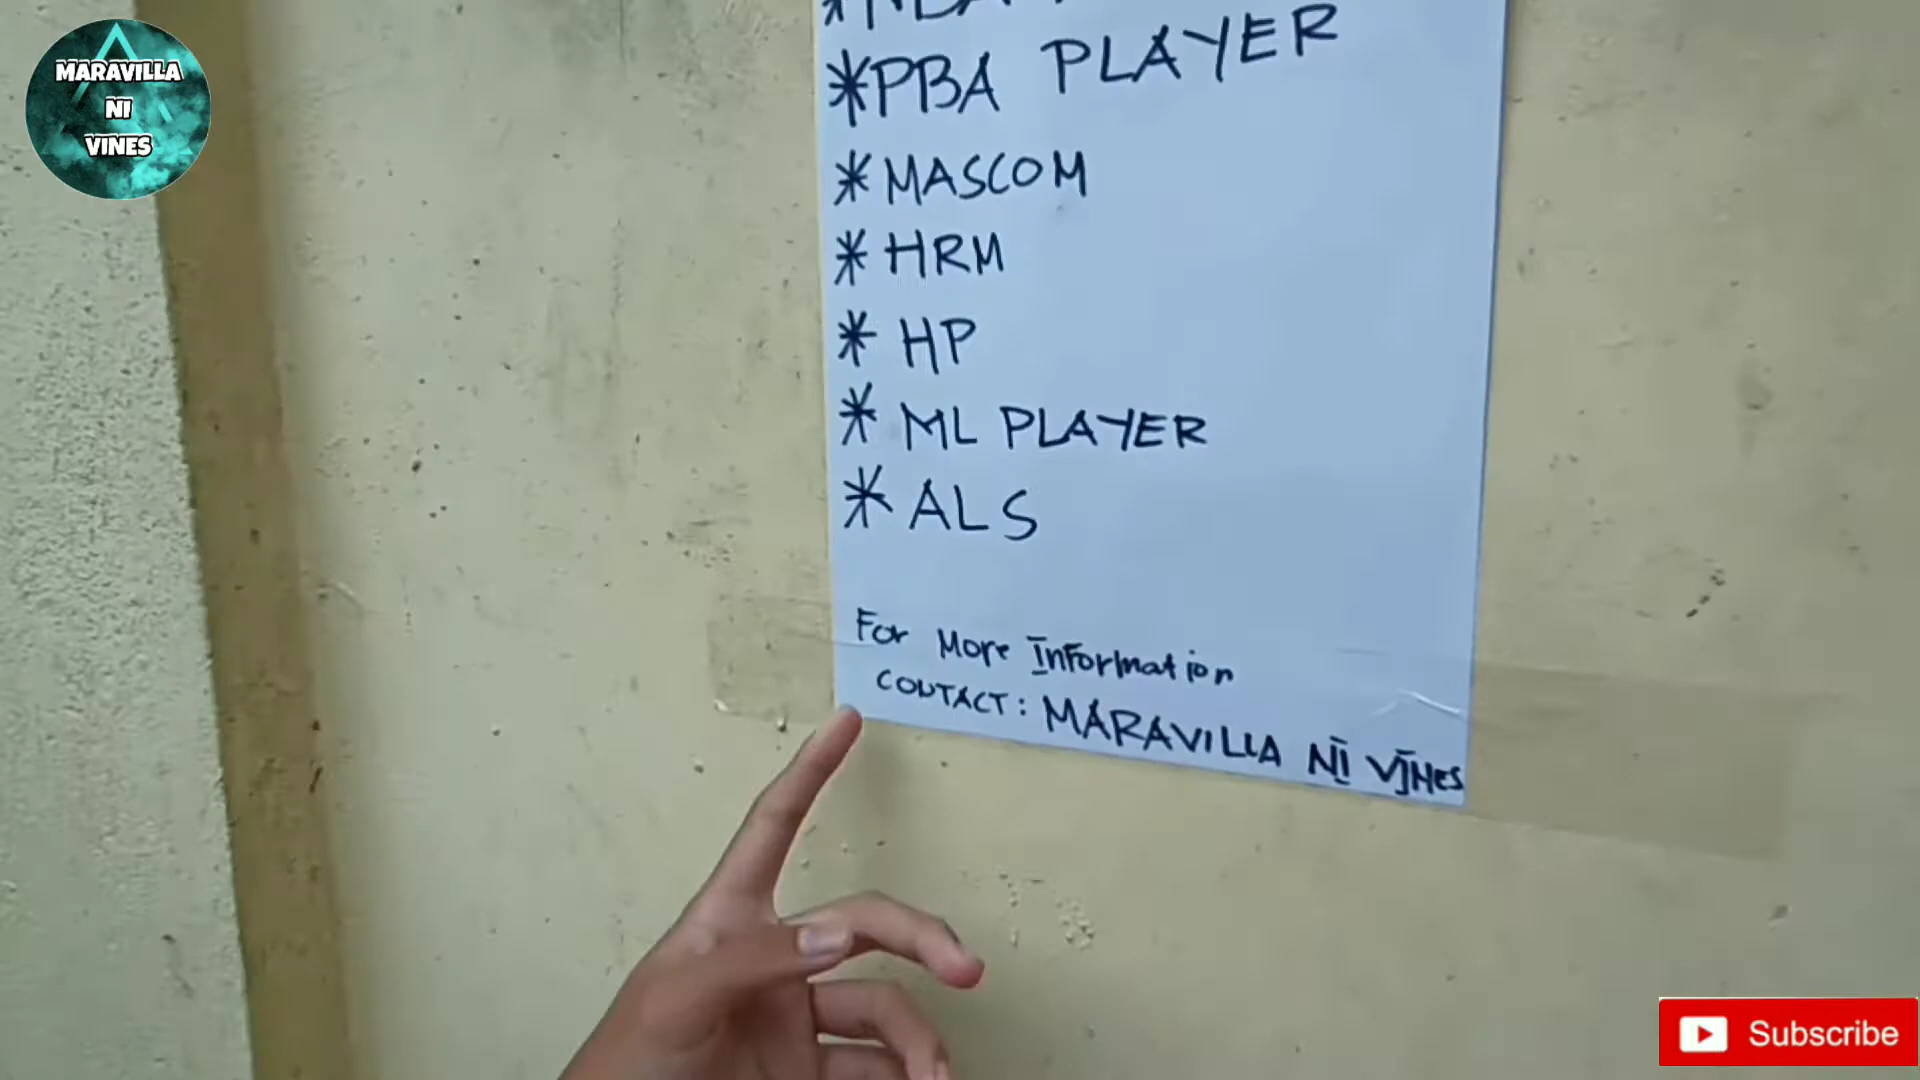 MARAVILLA
NI
VINES
*PBA PLAYER
*MASCOM
*HRM
*HP
*ML PLAYER
*ALS
For More Information
CONTACT: MARAVILLA NI VINES
Subscribe